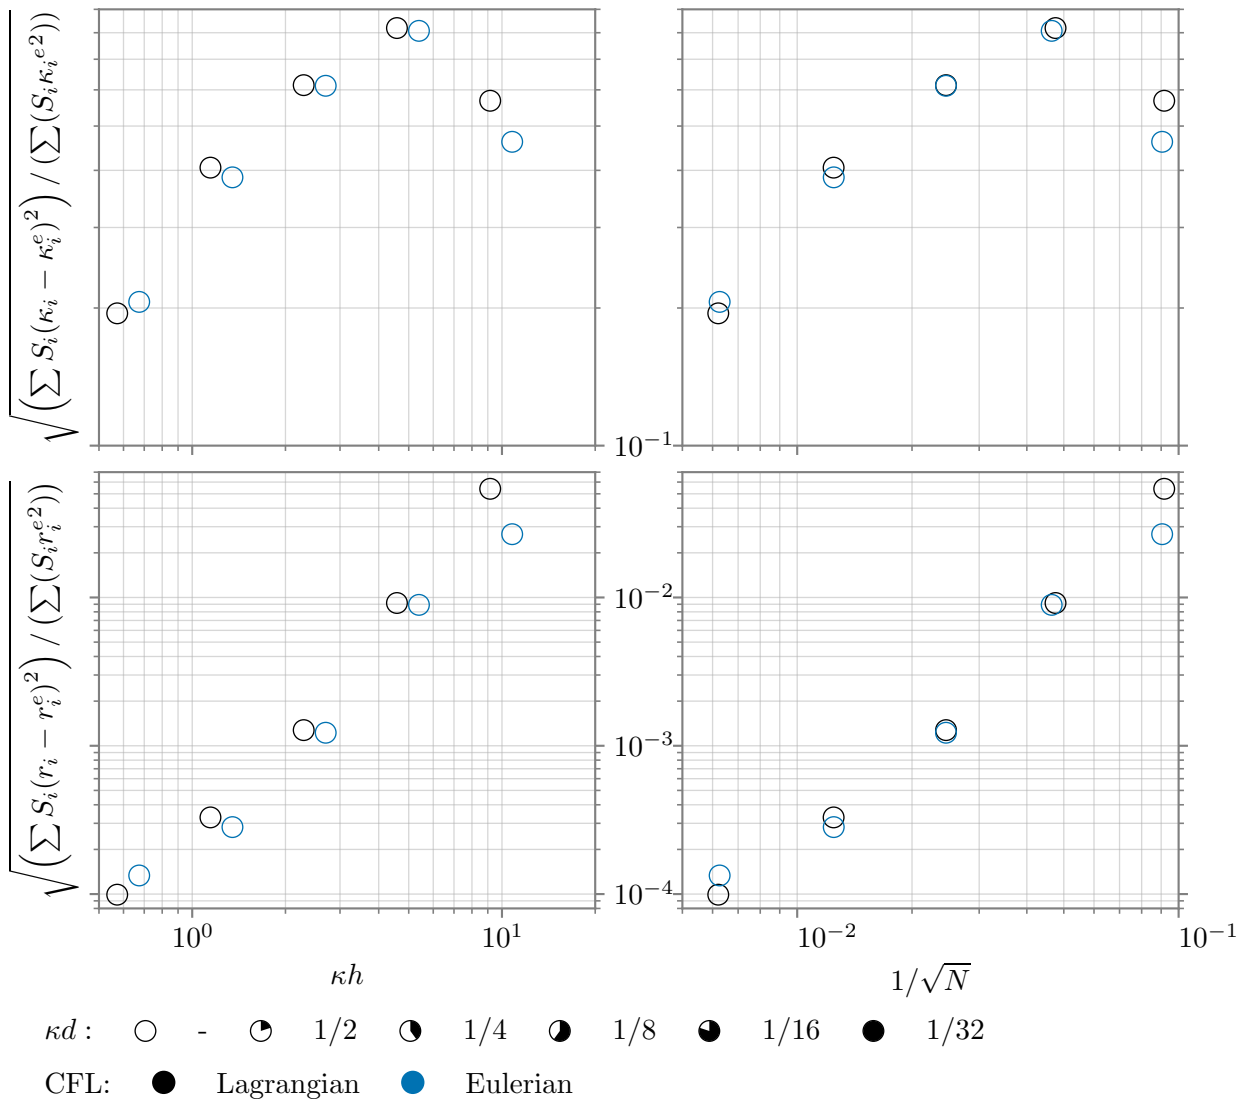 √(∑ S_i(κ_i − κ_i^e)^2) / (∑(S_i κ_i^{e2}))
10^{-1}
√(∑ S_i(r_i − r_i^e)^2) / (∑(S_i r_i^{e2}))
10^{-2}
10^{-3}
10^{-4}
10^0 10^1 10^{-2} 10^{-1}
κh 1/√N
κd : - 1/2 1/4 1/8 1/16 1/32
CFL: Lagrangian Eulerian